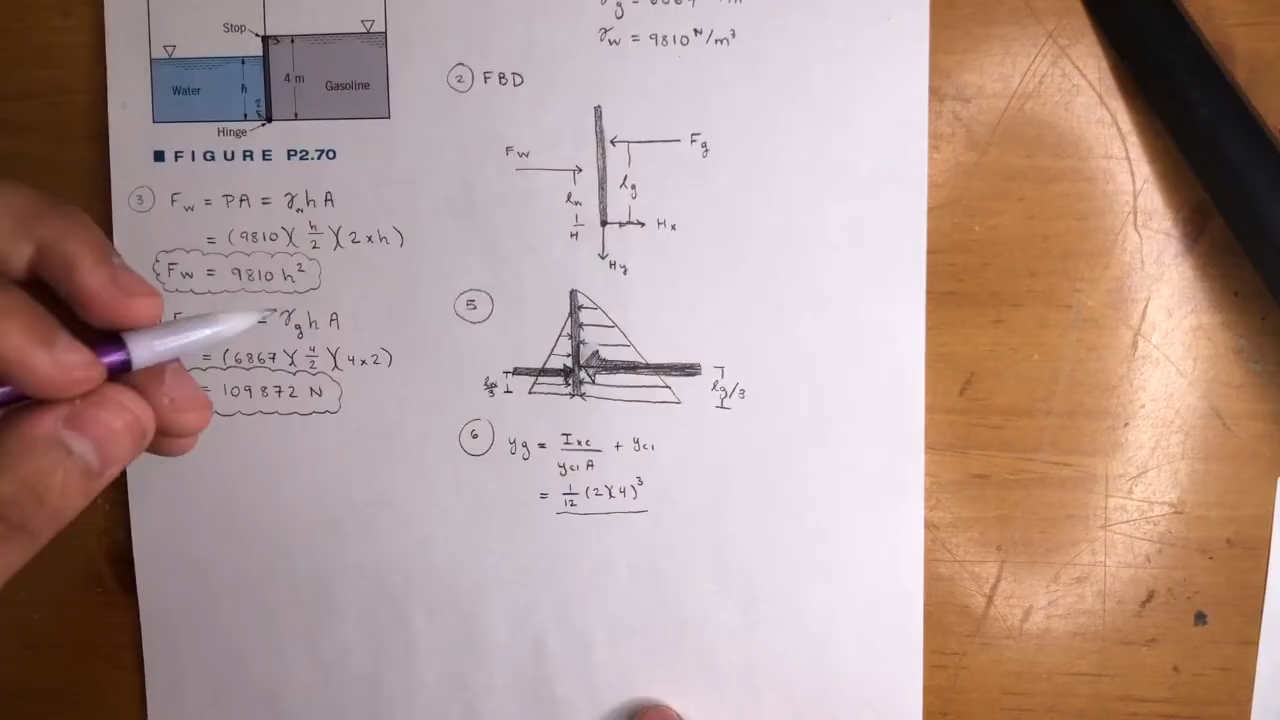 γw = 9810 N/m³
Stop
4 m
h
2
Water
Gasoline
Hinge
FIGURE P2.70
② FBD
Fw
Fg
lw
lg
H
Hx
Hy
③ Fw = PA = γw h A
= (9810)(h/2)(2xh)
Fw = 9810 h²
= γg h A
= (6867)(4/2)(4x2)
= 109872 N
⑤
lw/3
lg/3
⑥ yg = Ixc/yc1 A + yc1
= 1/12 (2)(4)³